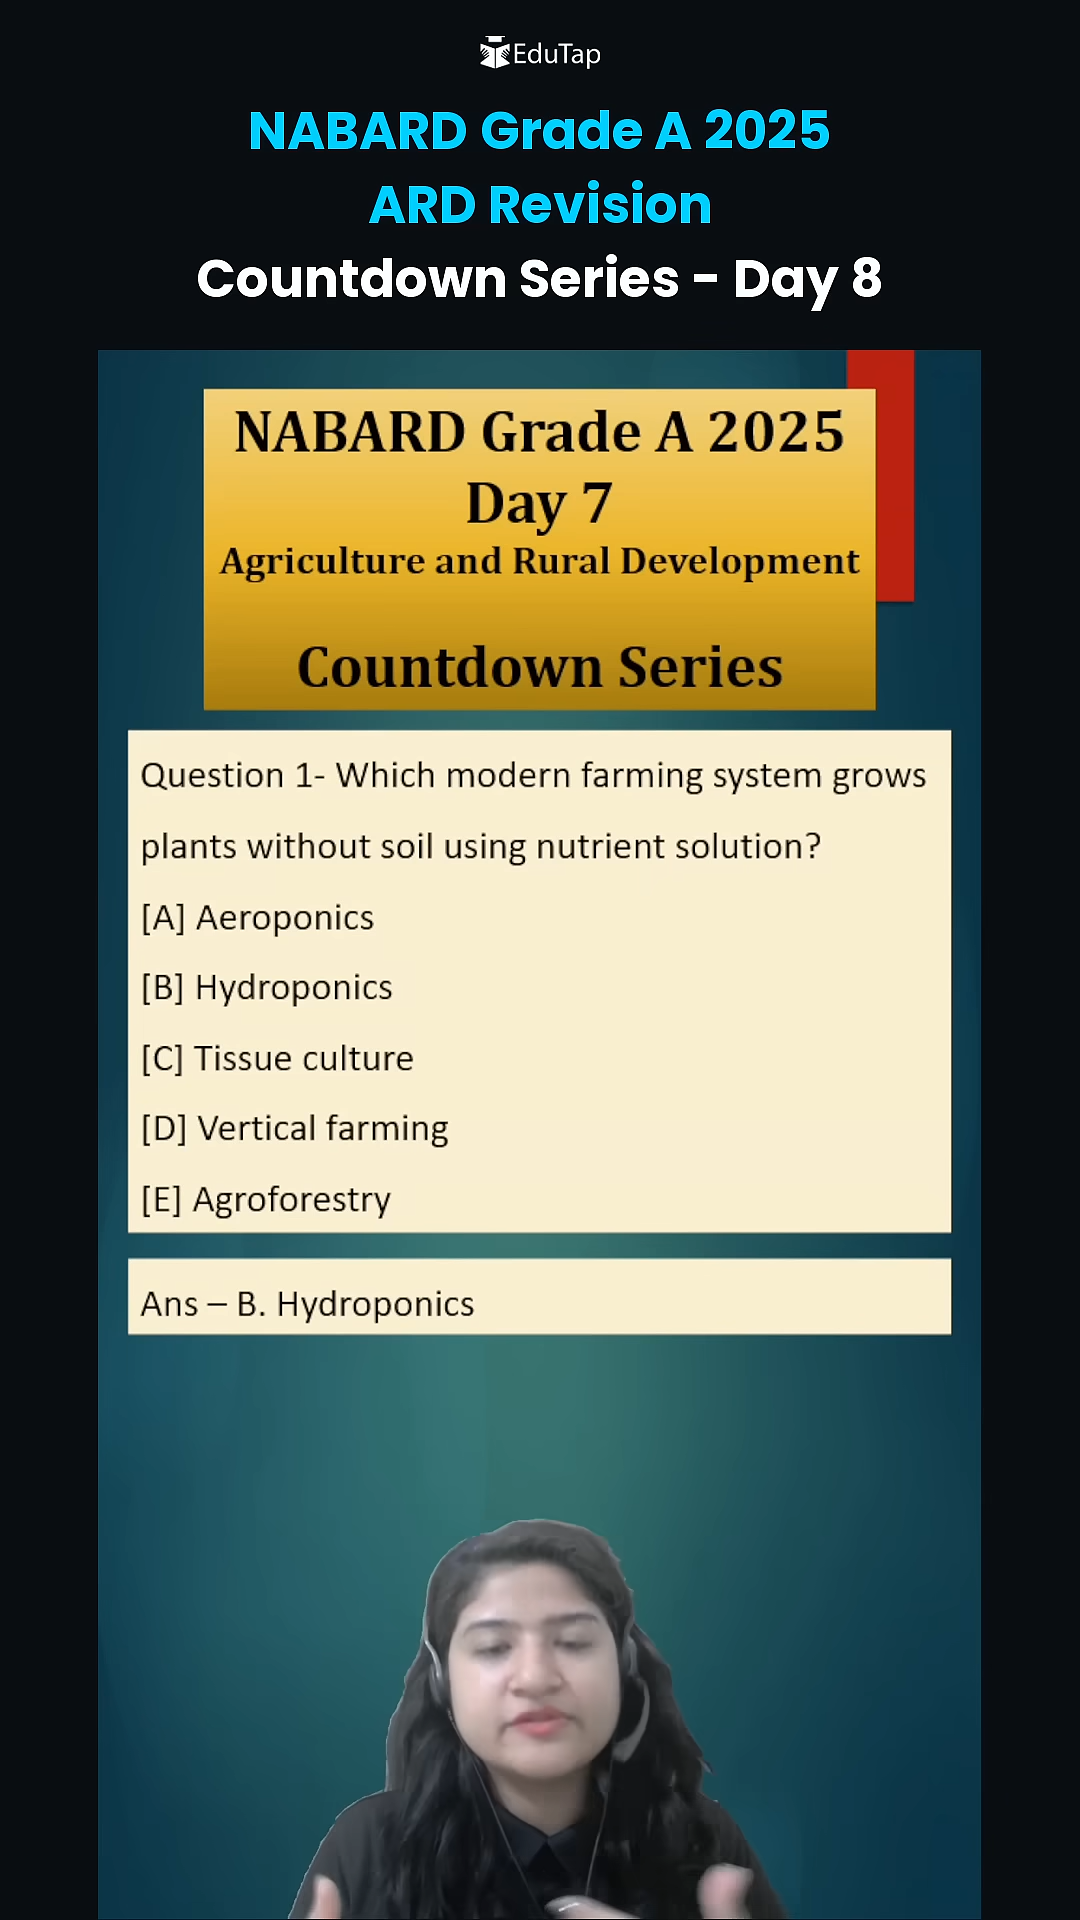 EduTap
NABARD Grade A 2025
ARD Revision
Countdown Series - Day 8
NABARD Grade A 2025
Day 7
Agriculture and Rural Development
Countdown Series
Question 1- Which modern farming system grows
plants without soil using nutrient solution?
[A] Aeroponics
[B] Hydroponics
[C] Tissue culture
[D] Vertical farming
[E] Agroforestry
Ans – B. Hydroponics